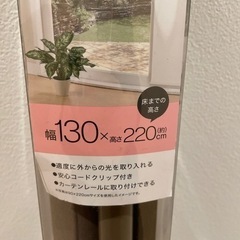 床までの
高さ
幅130×高さ220cm(約)
●適度に外からの光を取り入れる
●安心コードクリップ付き
●カーテンレールに取り付けできる